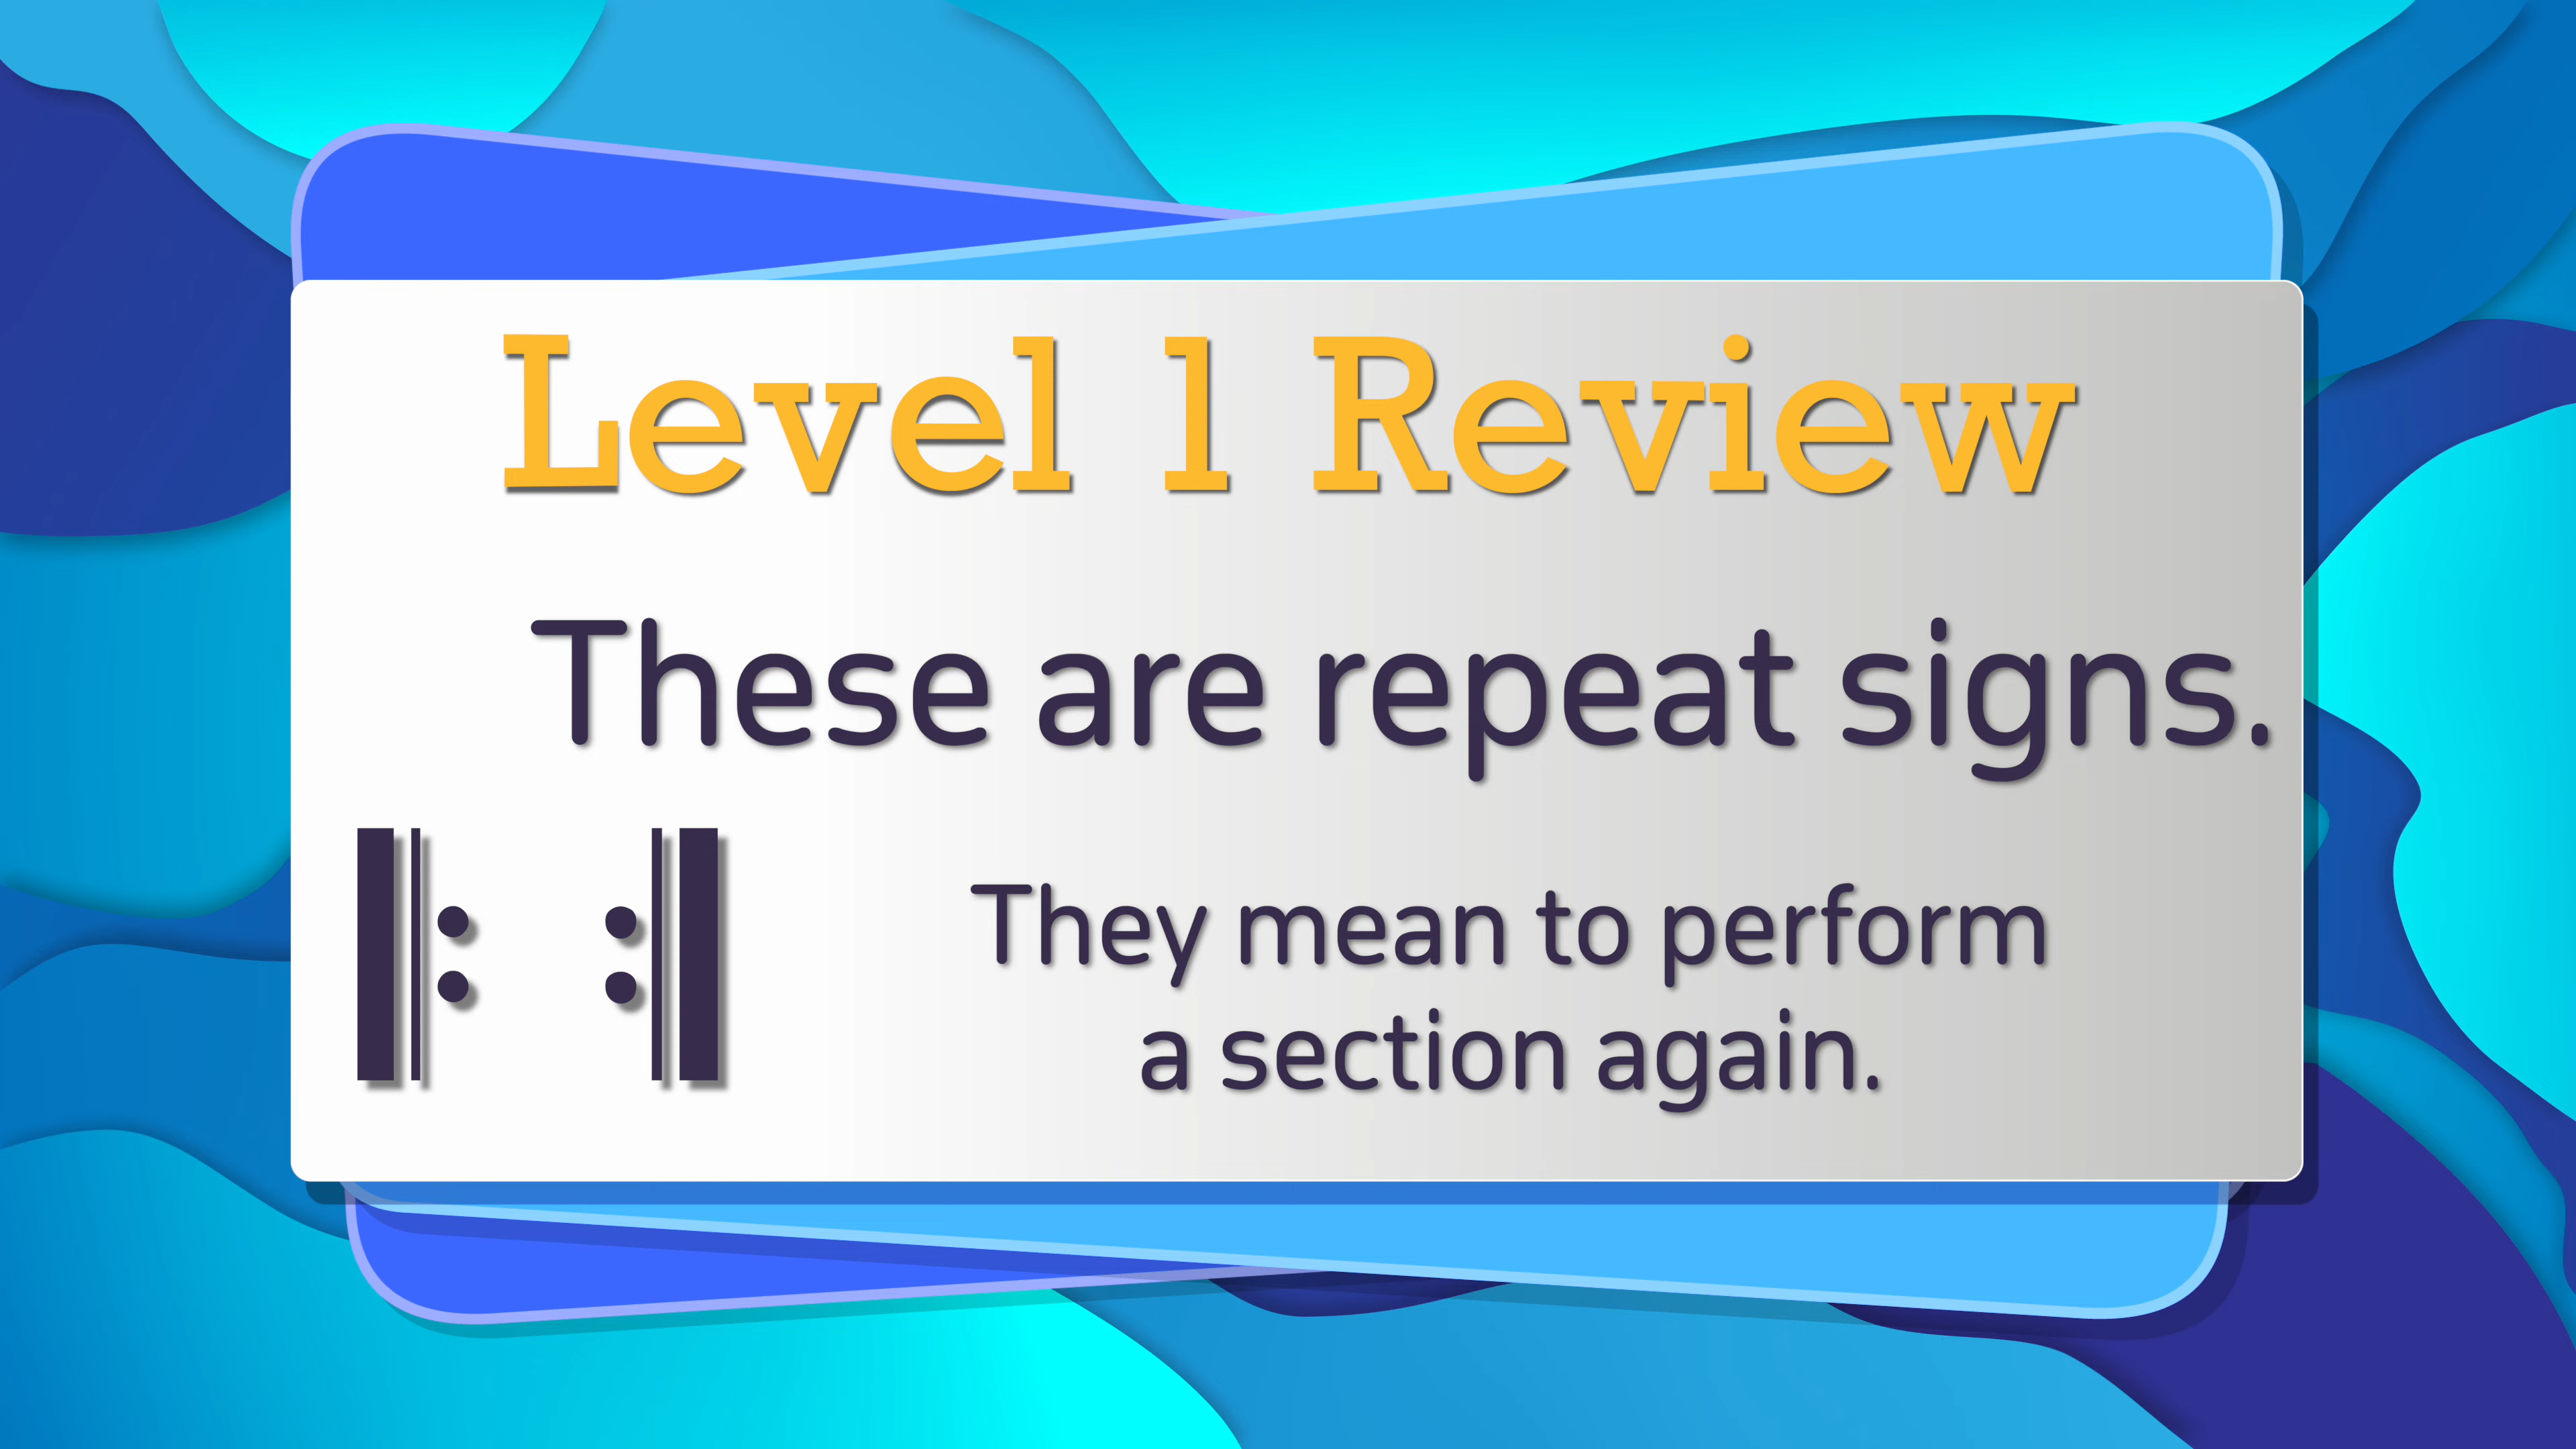 Level 1 Review
These are repeat signs.
They mean to perform
a section again.